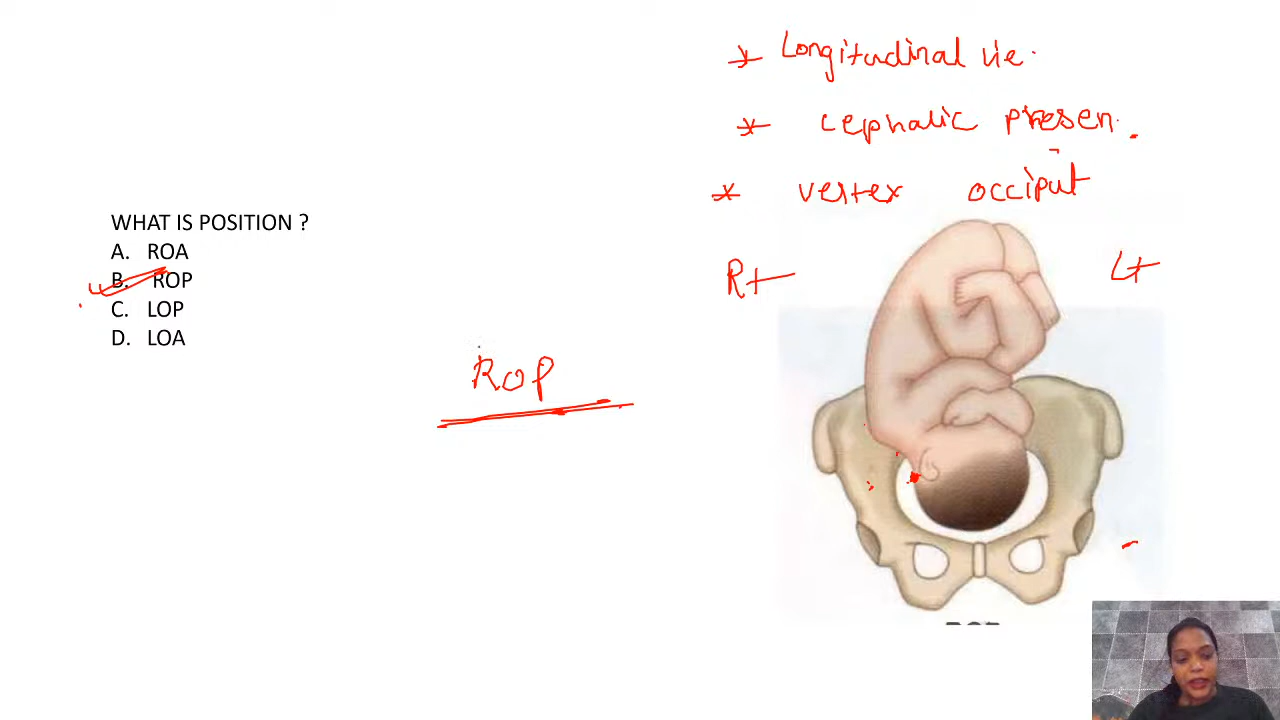 * Longitudinal lie.
* cephalic presen.
* vertex occiput
WHAT IS POSITION ?
A. ROA
B. ROP
C. LOP
D. LOA
Rt
Lt
ROP